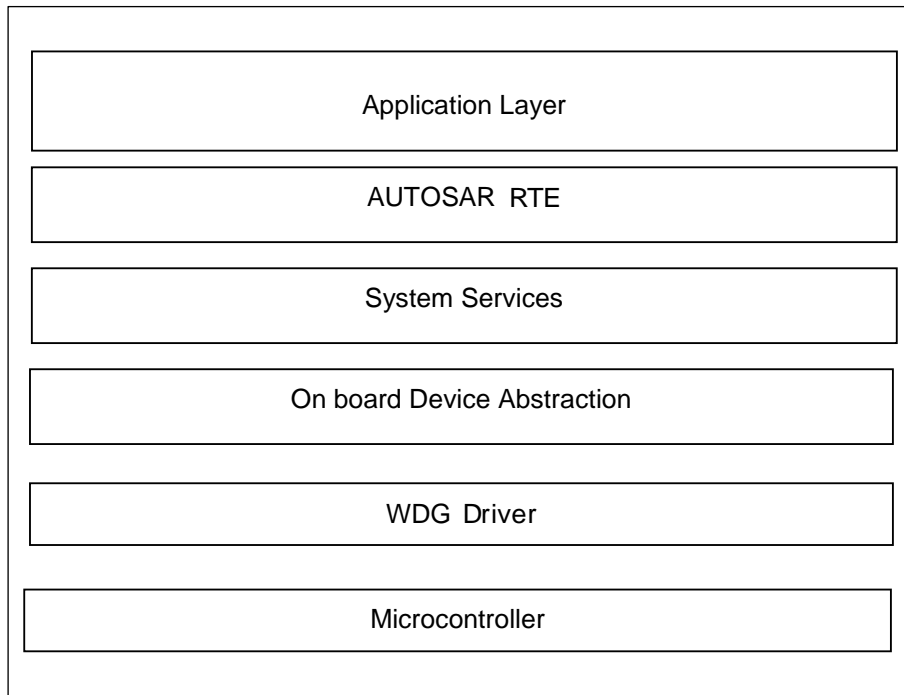 Application Layer
AUTOSAR RTE
System Services
On board Device Abstraction
WDG Driver
Microcontroller